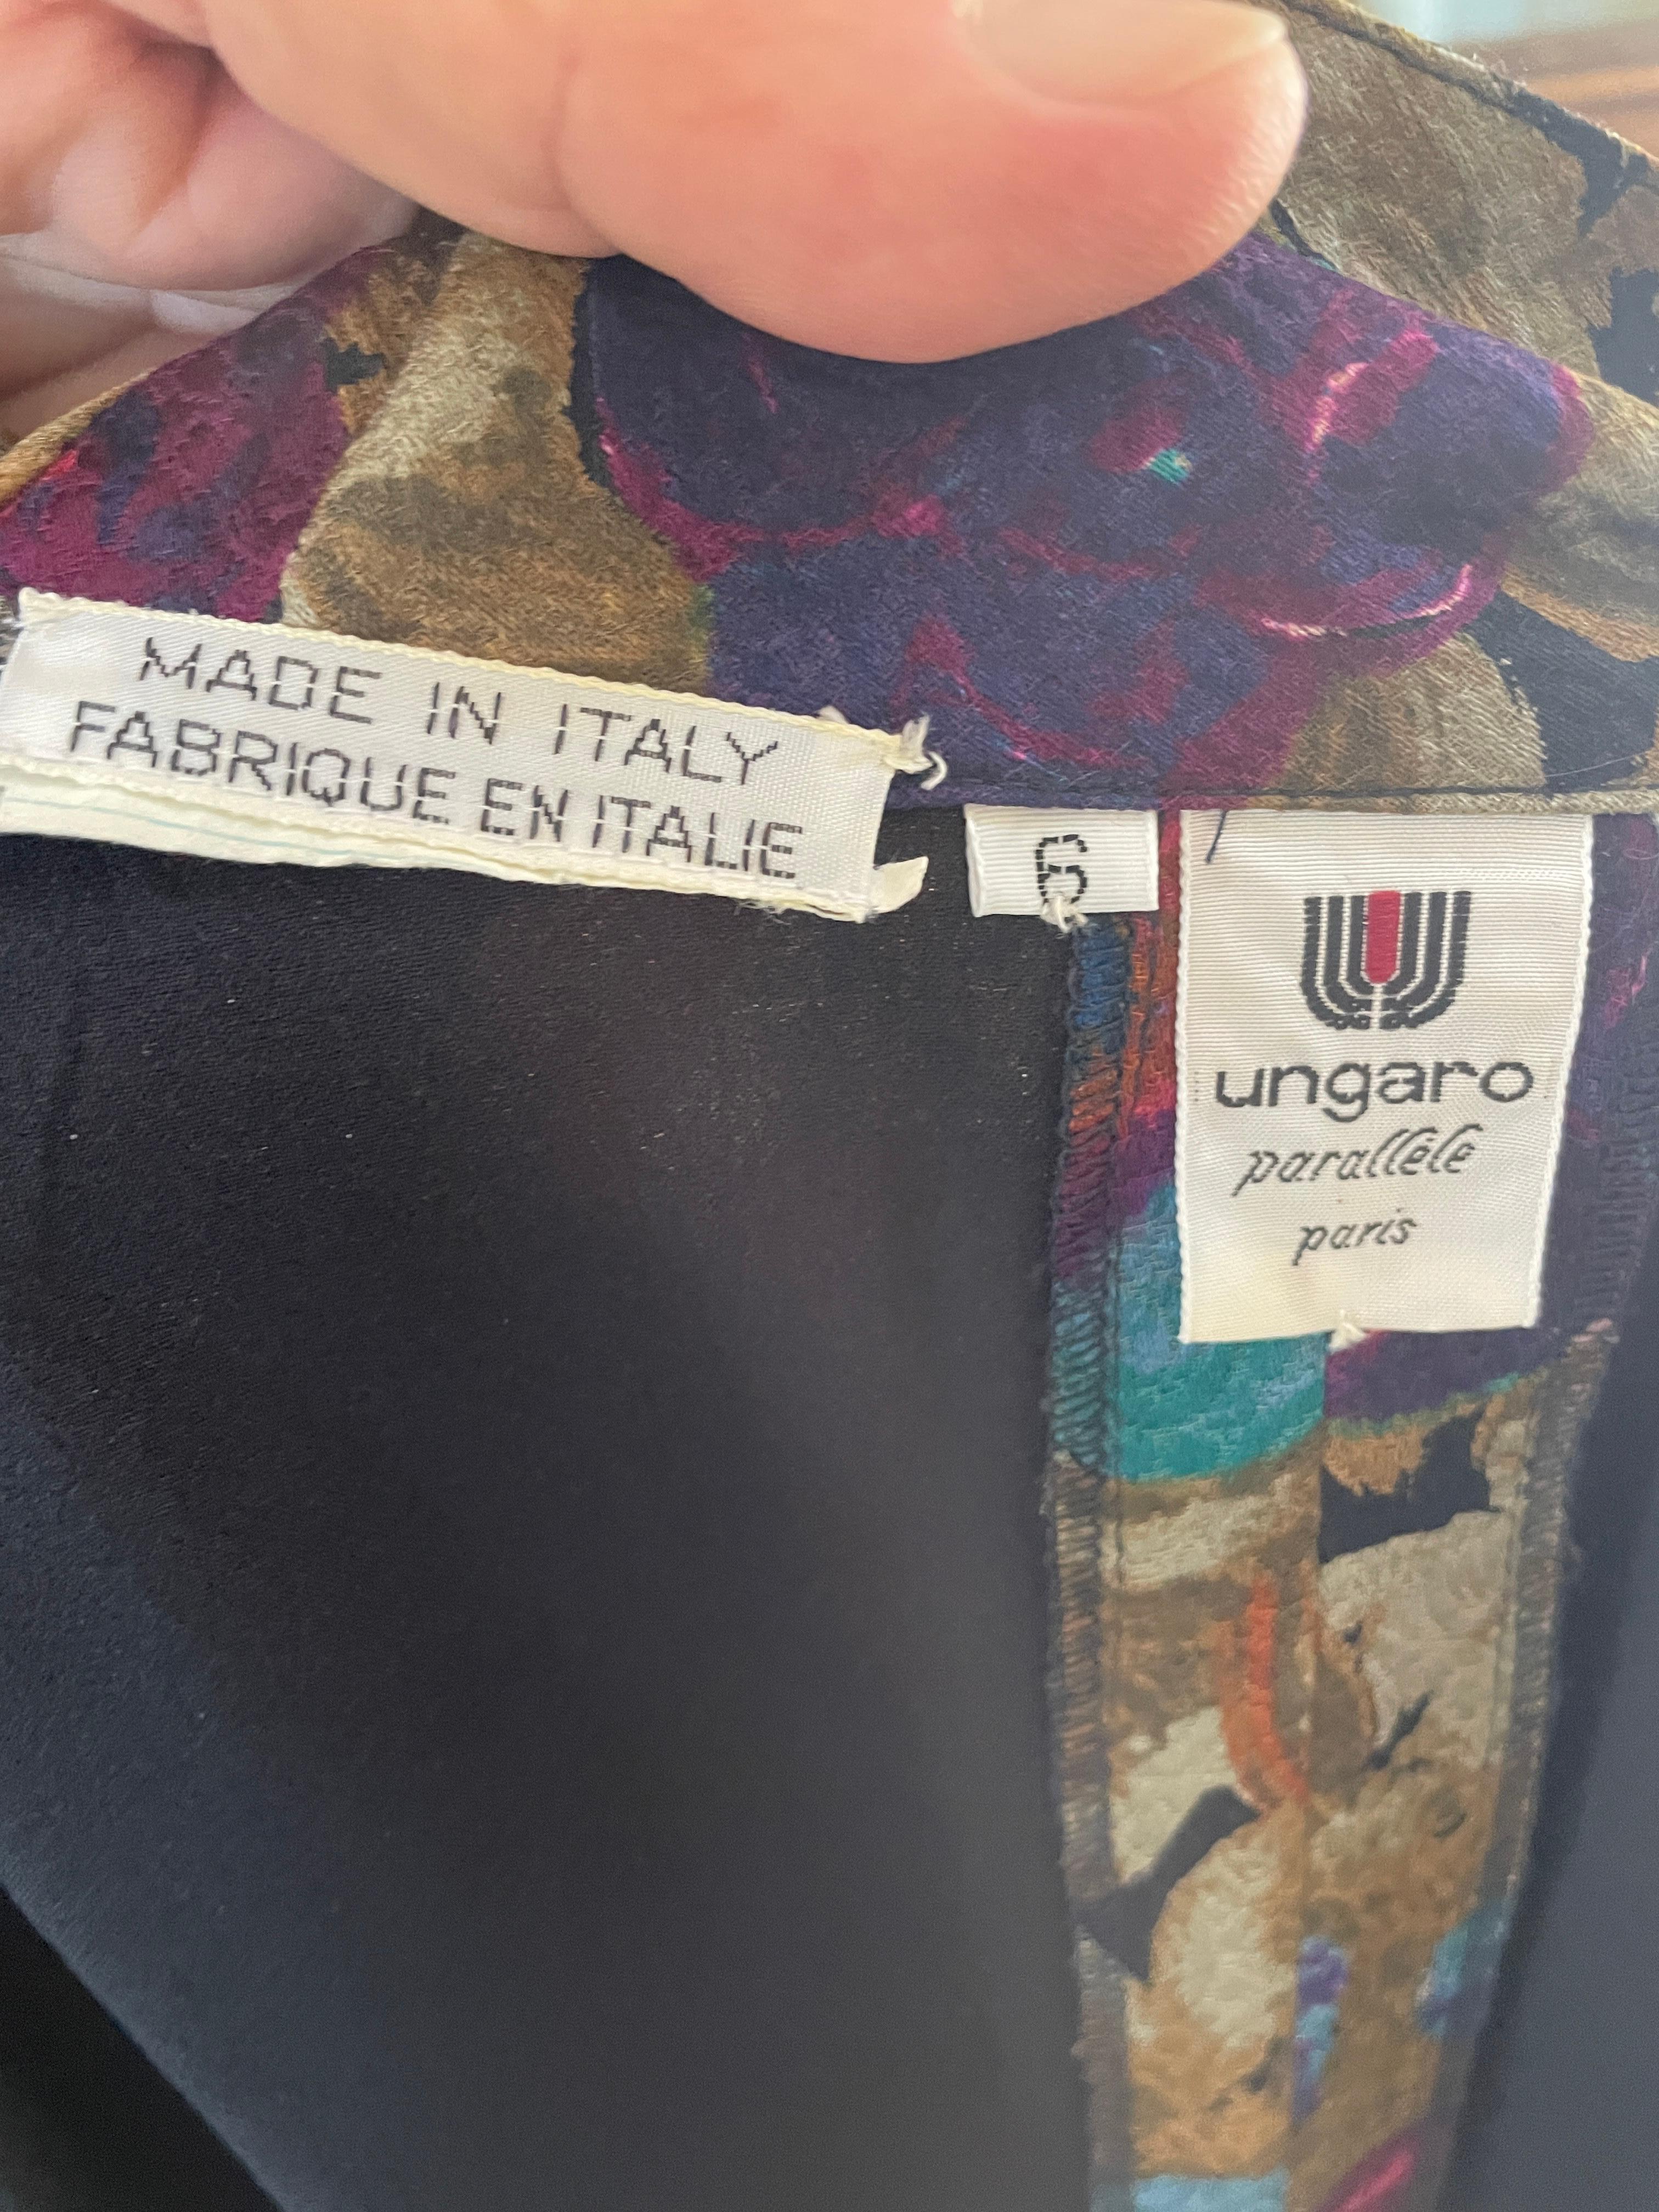 MADE IN ITALY
FABRIQUE EN ITALIE
6
ungaro
parallèle
paris